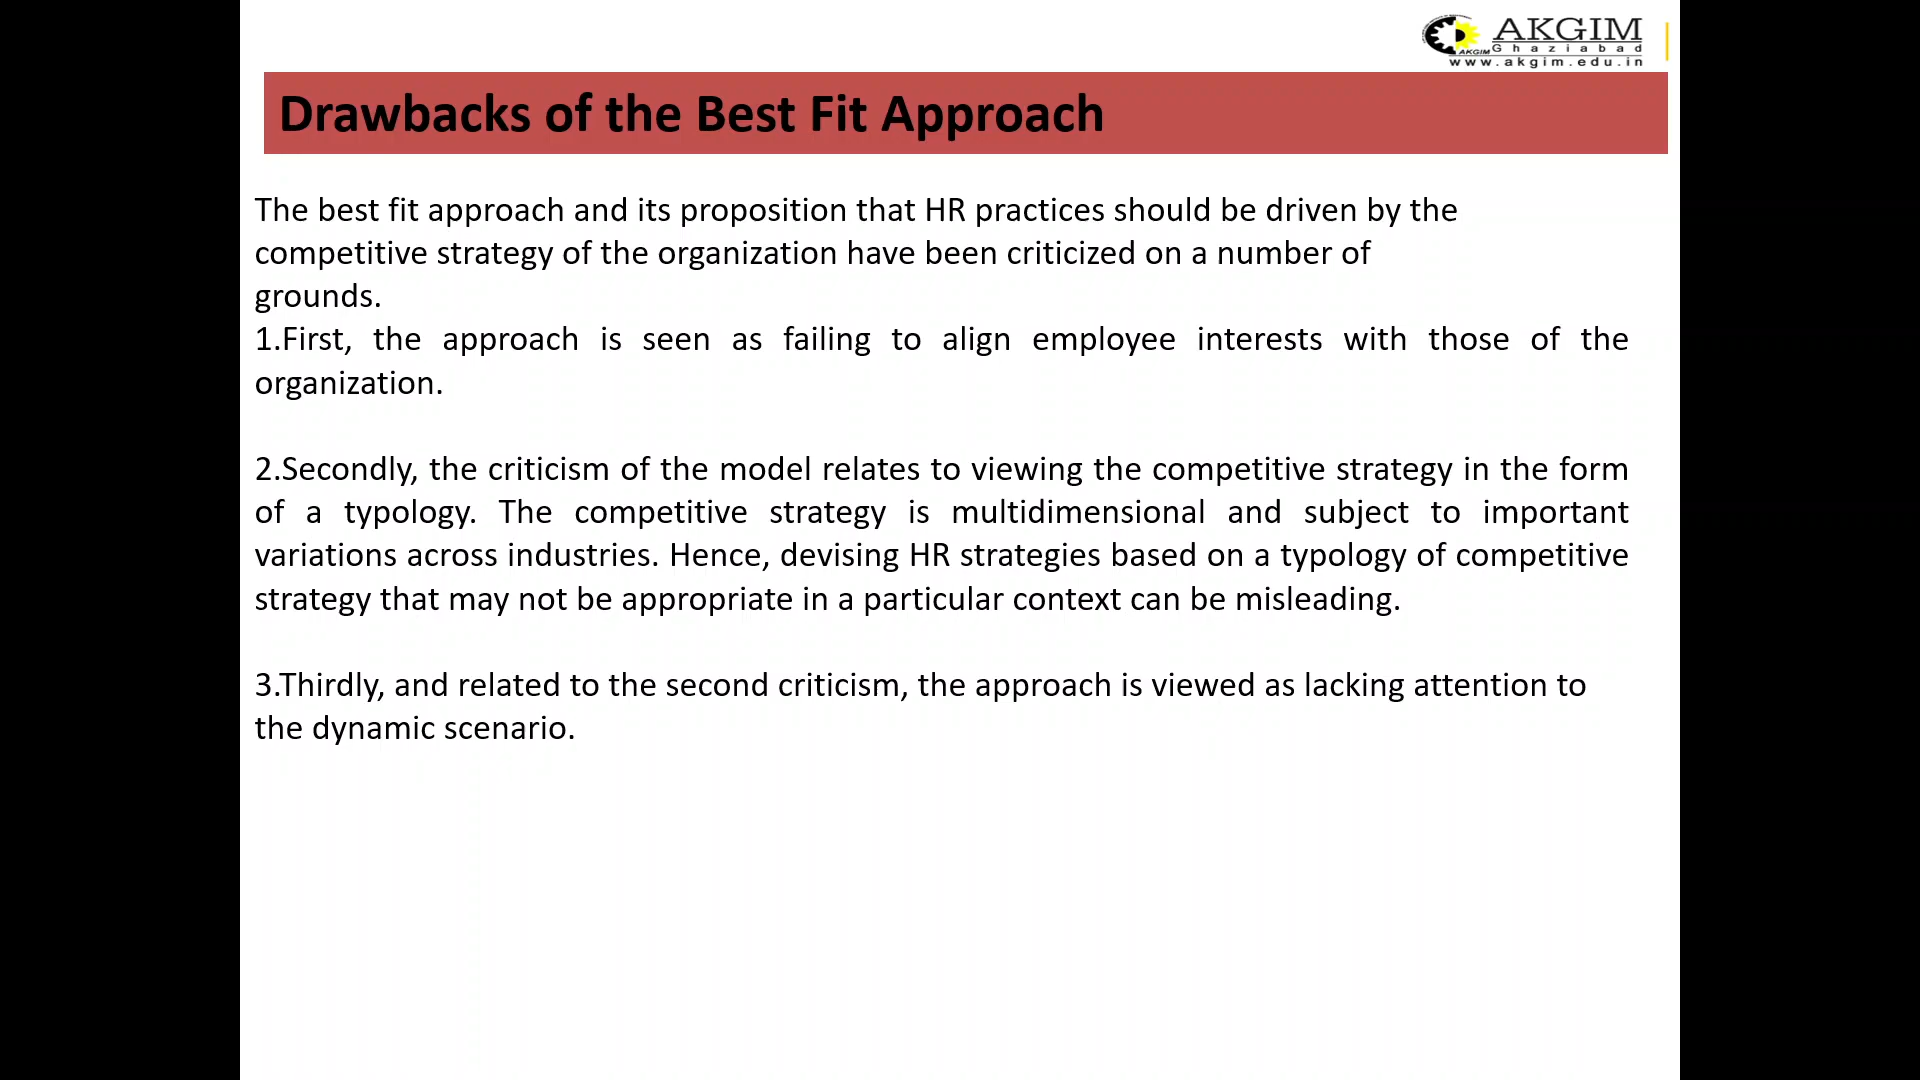 AKGIM
AKGIM Ghaziabad
www.akgim.edu.in
Drawbacks of the Best Fit Approach
The best fit approach and its proposition that HR practices should be driven by the
competitive strategy of the organization have been criticized on a number of
grounds.
1.First, the approach is seen as failing to align employee interests with those of the
organization.
2.Secondly, the criticism of the model relates to viewing the competitive strategy in the form
of a typology. The competitive strategy is multidimensional and subject to important
variations across industries. Hence, devising HR strategies based on a typology of competitive
strategy that may not be appropriate in a particular context can be misleading.
3.Thirdly, and related to the second criticism, the approach is viewed as lacking attention to
the dynamic scenario.